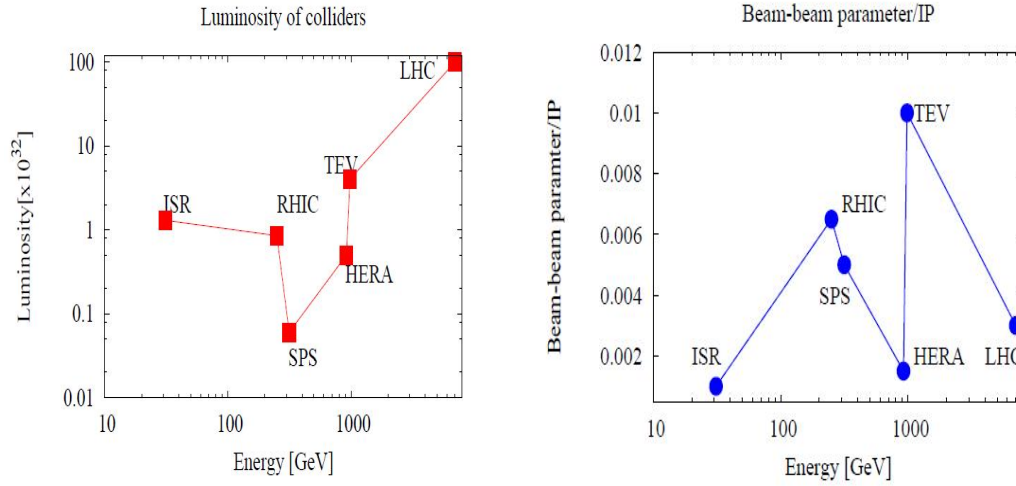 Luminosity of colliders
Luminosity[x10³²]
100
10
1
0.1
0.01
LHC
TEV
ISR
RHIC
HERA
SPS
10
100
1000
Energy [GeV]
Beam-beam parameter/IP
Beam-beam paramter/IP
0.012
0.01
0.008
0.006
0.004
0.002
TEV
RHIC
SPS
ISR
HERA
LHC
10
100
1000
Energy [GeV]